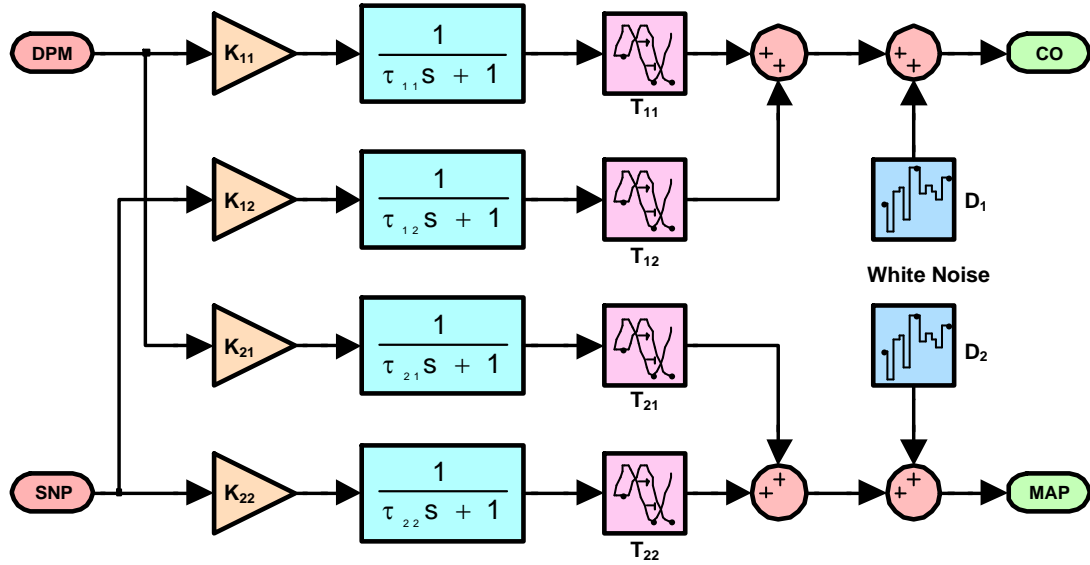 DPM K₁₁ 1 + + CO
τ₁₁s + 1 + +
T₁₁
K₁₂ 1
τ₁₂s + 1
D₁
T₁₂
White Noise
K₂₁ 1
τ₂₁s + 1
D₂
T₂₁
SNP K₂₂ 1 + + MAP
τ₂₂s + 1 + +
T₂₂